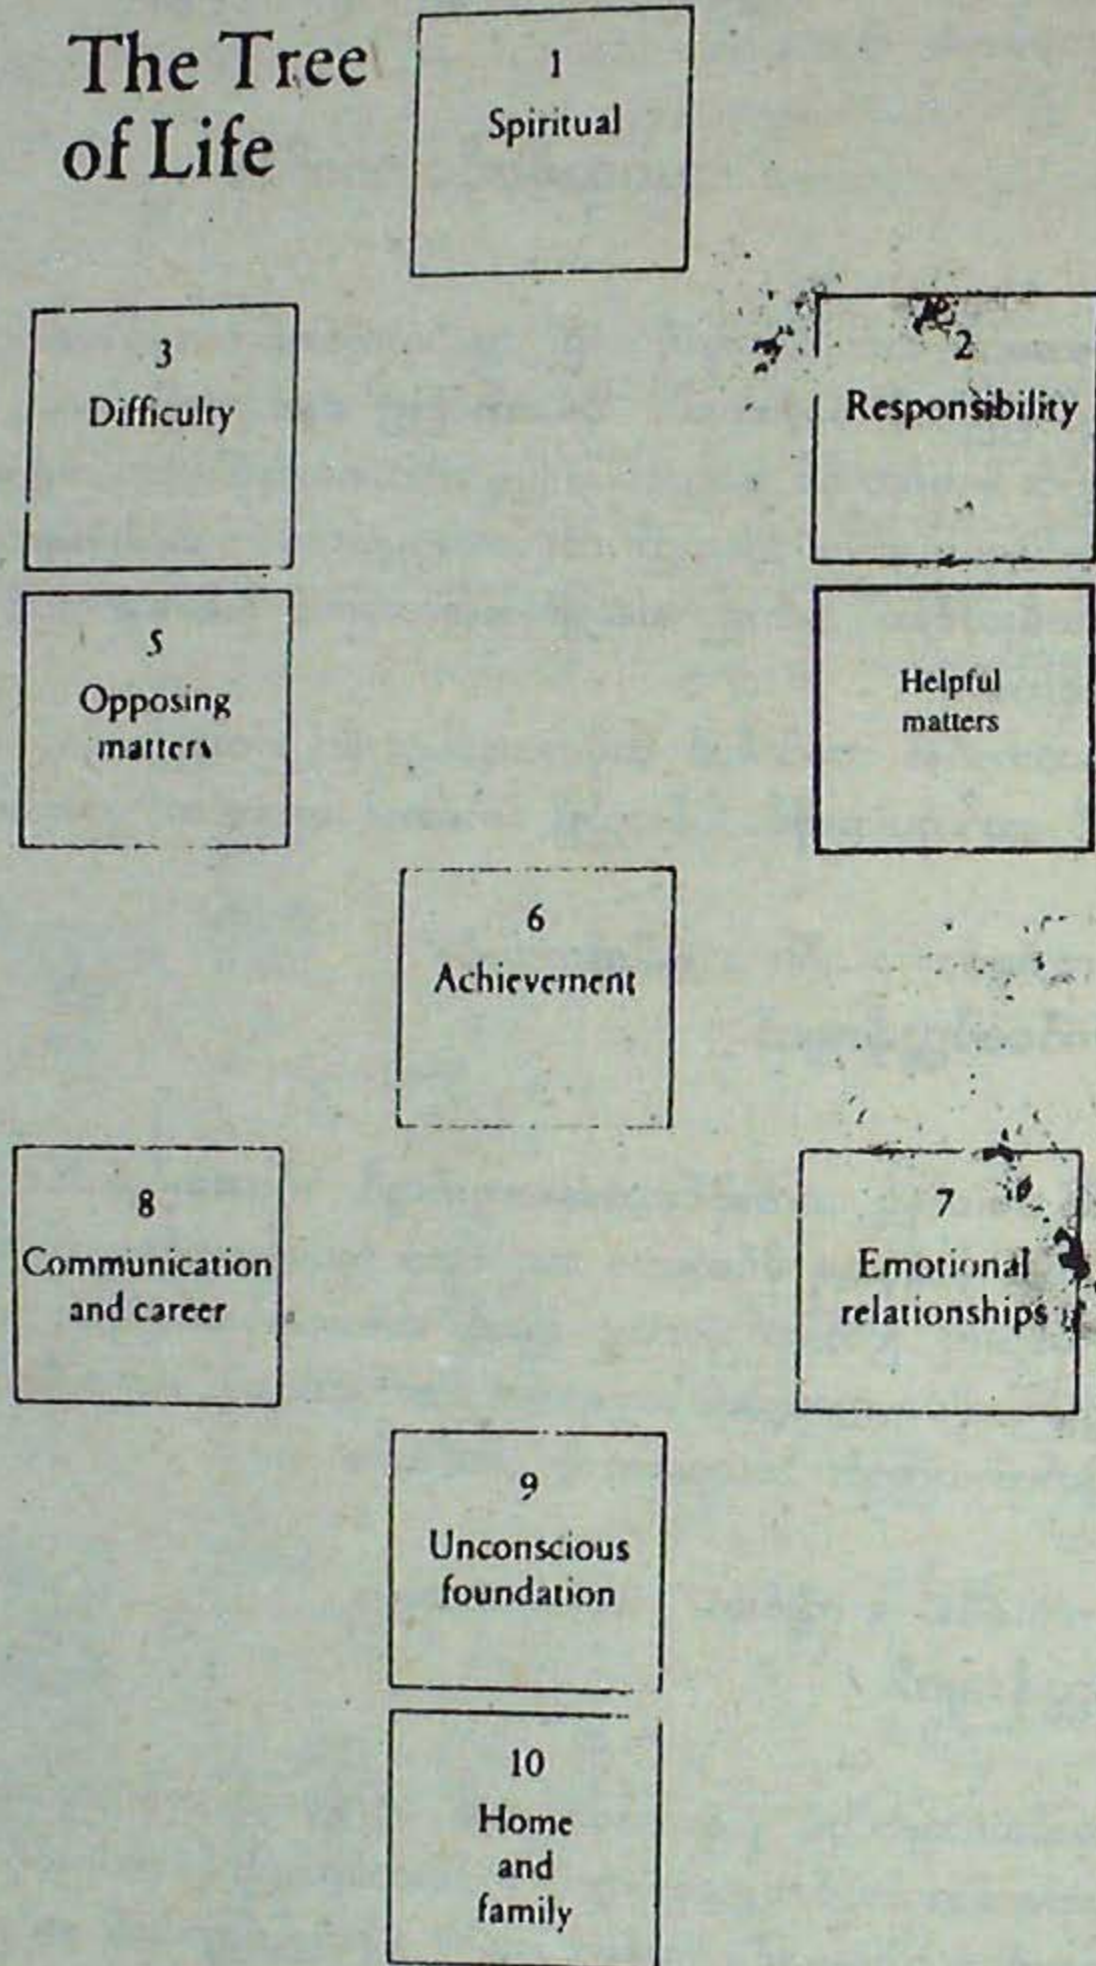 The Tree
of Life
1
Spiritual
3
Difficulty
2
Responsibility
5
Opposing
matters
Helpful
matters
6
Achievement
8
Communication
and career
7
Emotional
relationships
9
Unconscious
foundation
10
Home
and
family